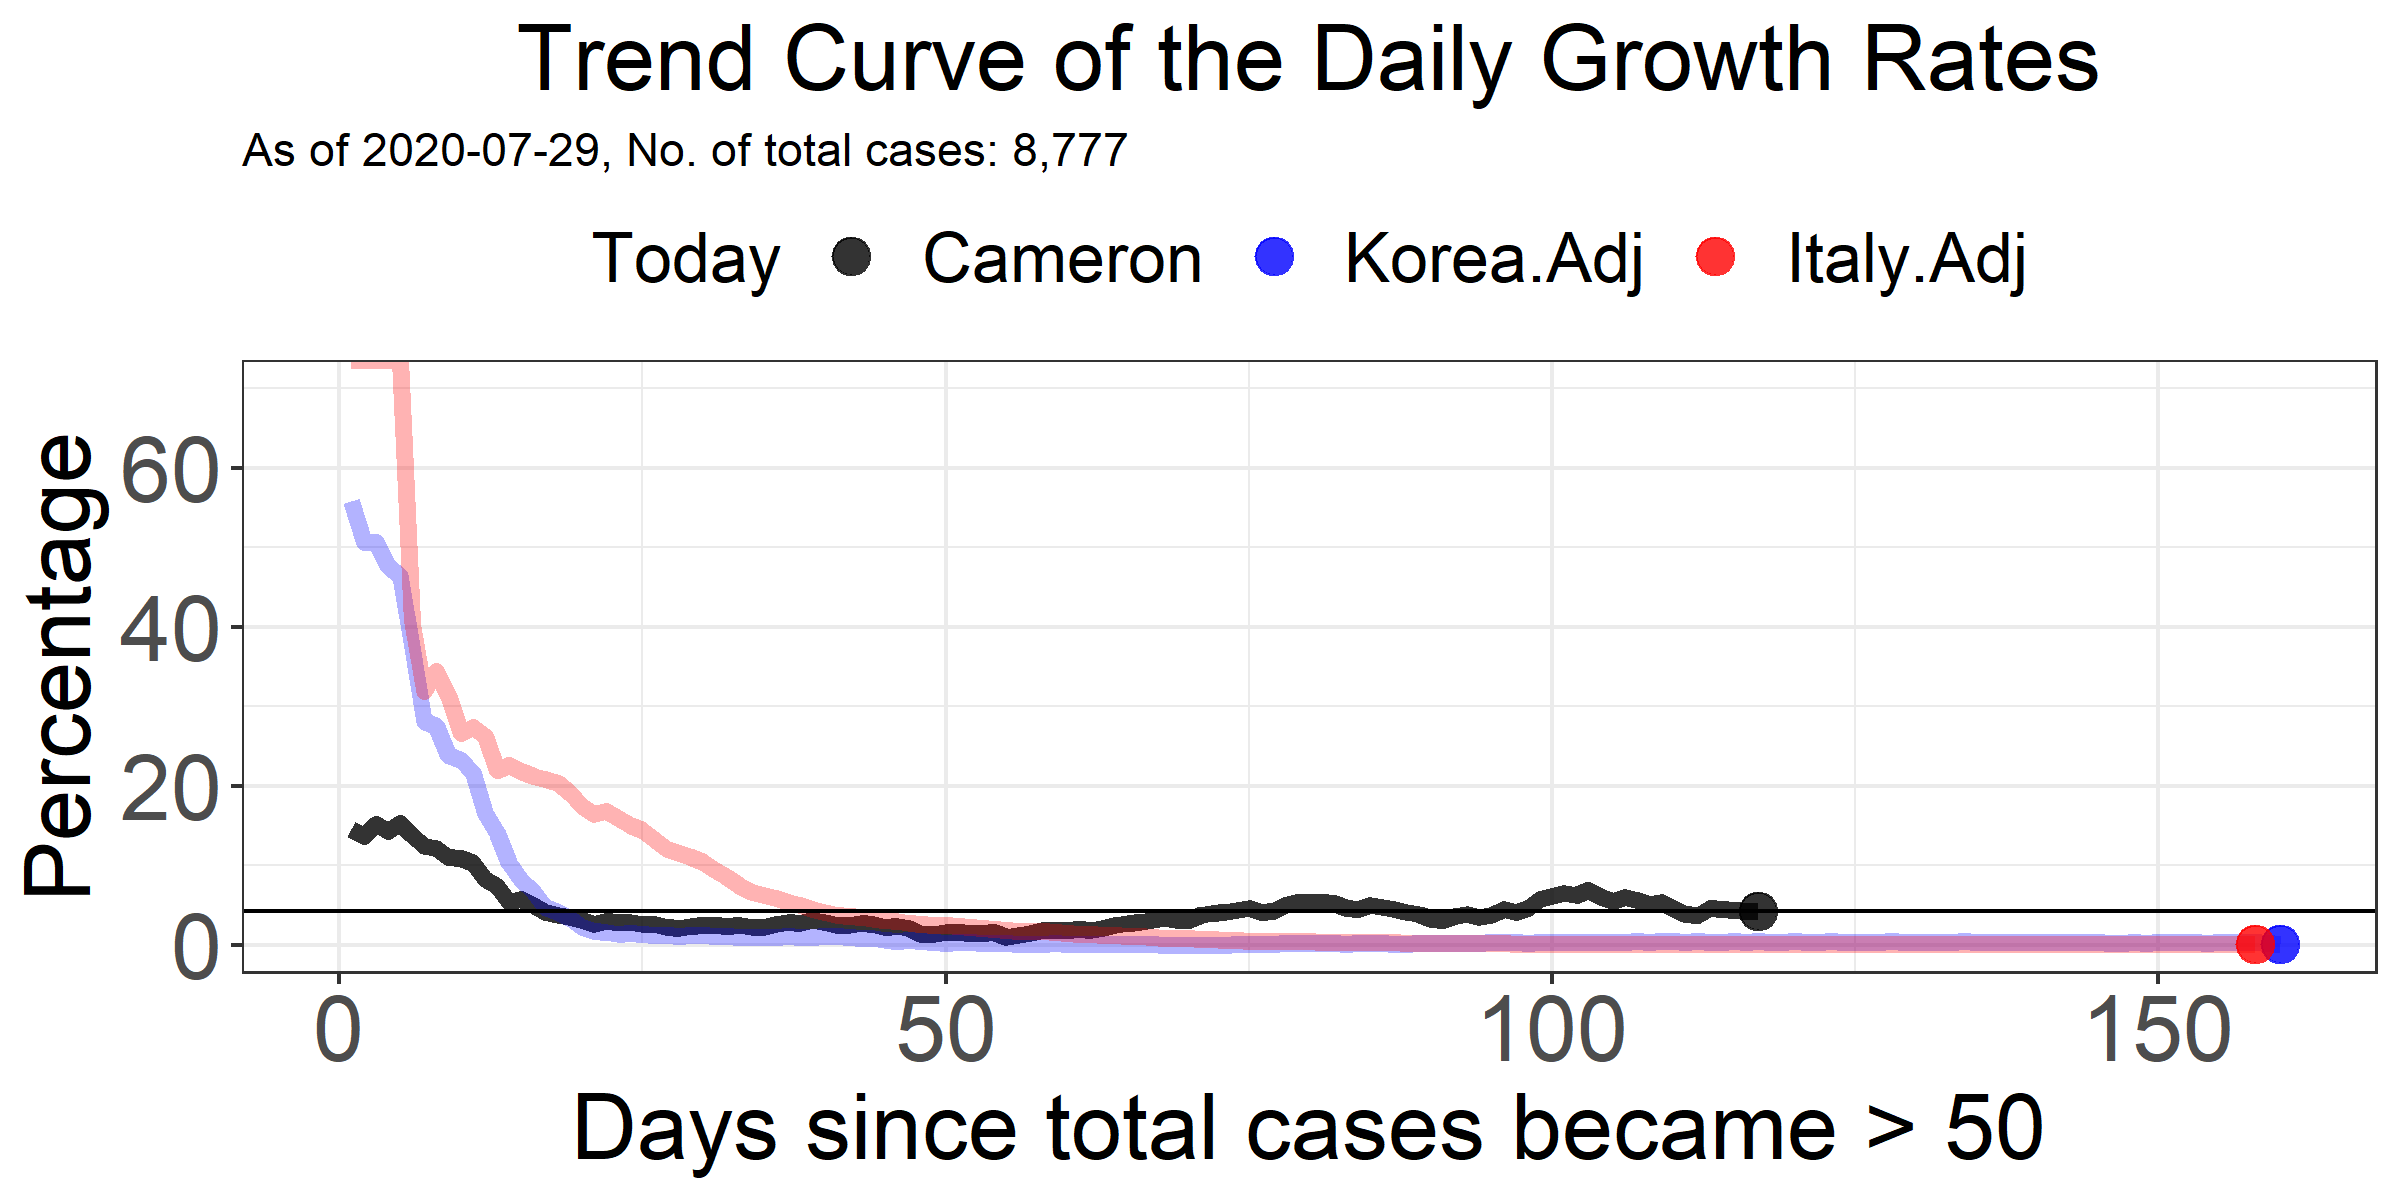 Trend Curve of the Daily Growth Rates
As of 2020-07-29, No. of total cases: 8,777
Today Cameron Korea.Adj Italy.Adj
Percentage
60
40
20
0
0 50 100 150
Days since total cases became > 50